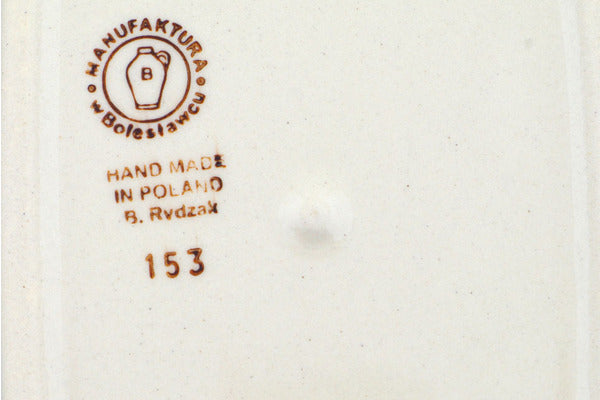 MANUFAKTURA
w Bolesławcu
B
HAND MADE
IN POLAND
B. Rydzak
153